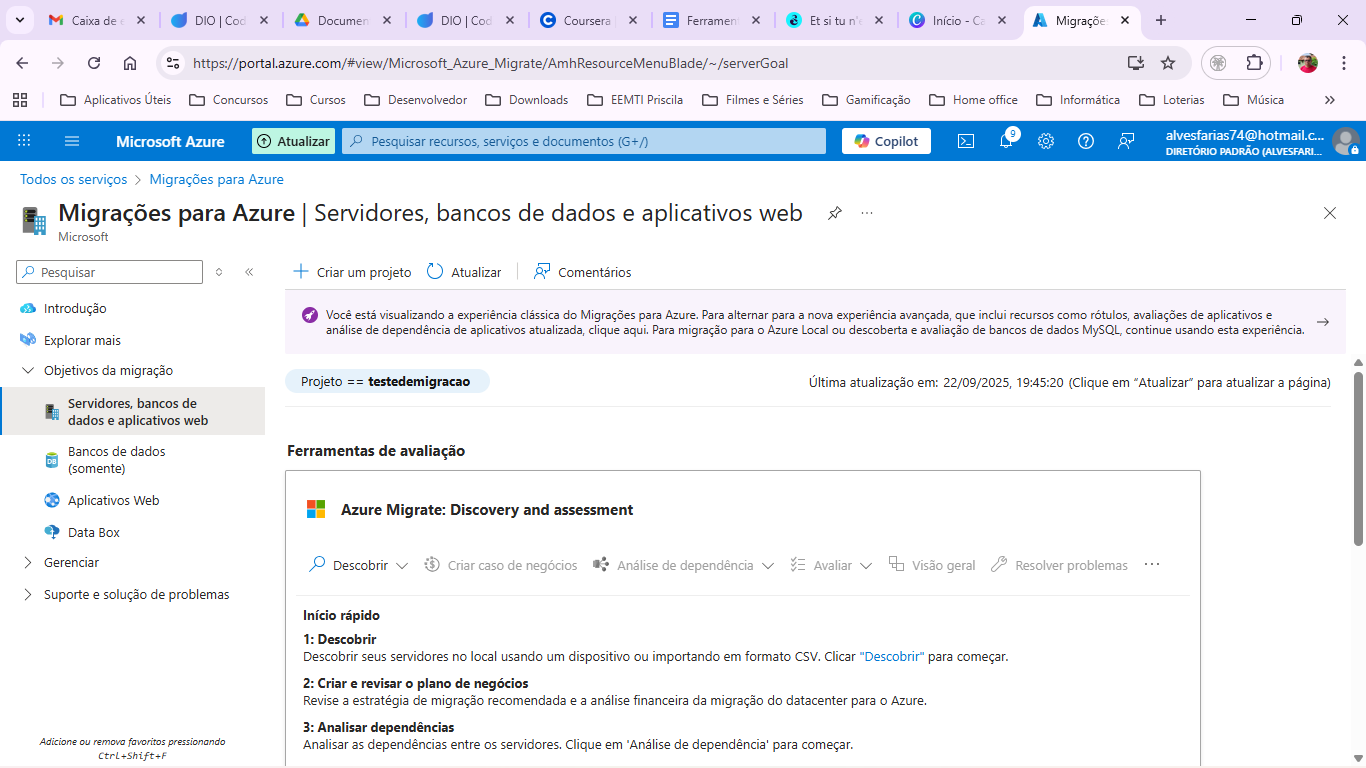 Caixa de e
DIO | Cod
Document
DIO | Cod
Coursera |
Ferrament
Et si tu n'e
Início - Ca
Migrações
https://portal.azure.com/#view/Microsoft_Azure_Migrate/AmhResourceMenuBlade/~/serverGoal
Aplicativos Úteis
Concursos
Cursos
Desenvolvedor
Downloads
EEMTI Priscila
Filmes e Séries
Gamificação
Home office
Informática
Loterias
Música
Microsoft Azure
Atualizar
Pesquisar recursos, serviços e documentos (G+/)
Copilot
9
alvesfarias74@hotmail.c...
DIRETÓRIO PADRÃO (ALVESFARI...
Todos os serviços > Migrações para Azure
Migrações para Azure | Servidores, bancos de dados e aplicativos web
Microsoft
Pesquisar
Introdução
Explorar mais
Objetivos da migração
Servidores, bancos de
dados e aplicativos web
Bancos de dados
(somente)
Aplicativos Web
Data Box
Gerenciar
Suporte e solução de problemas
Adicione ou remova favoritos pressionando
Ctrl+Shift+F
Criar um projeto
Atualizar
Comentários
Você está visualizando a experiência clássica do Migrações para Azure. Para alternar para a nova experiência avançada, que inclui recursos como rótulos, avaliações de aplicativos e
análise de dependência de aplicativos atualizada, clique aqui. Para migração para o Azure Local ou descoberta e avaliação de bancos de dados MySQL, continue usando esta experiência.
Projeto == testedemigracao
Última atualização em: 22/09/2025, 19:45:20 (Clique em “Atualizar” para atualizar a página)
Ferramentas de avaliação
Azure Migrate: Discovery and assessment
Descobrir
Criar caso de negócios
Análise de dependência
Avaliar
Visão geral
Resolver problemas
Início rápido
1: Descobrir
Descobrir seus servidores no local usando um dispositivo ou importando em formato CSV. Clicar "Descobrir" para começar.
2: Criar e revisar o plano de negócios
Revise a estratégia de migração recomendada e a análise financeira da migração do datacenter para o Azure.
3: Analisar dependências
Analisar as dependências entre os servidores. Clique em 'Análise de dependência' para começar.